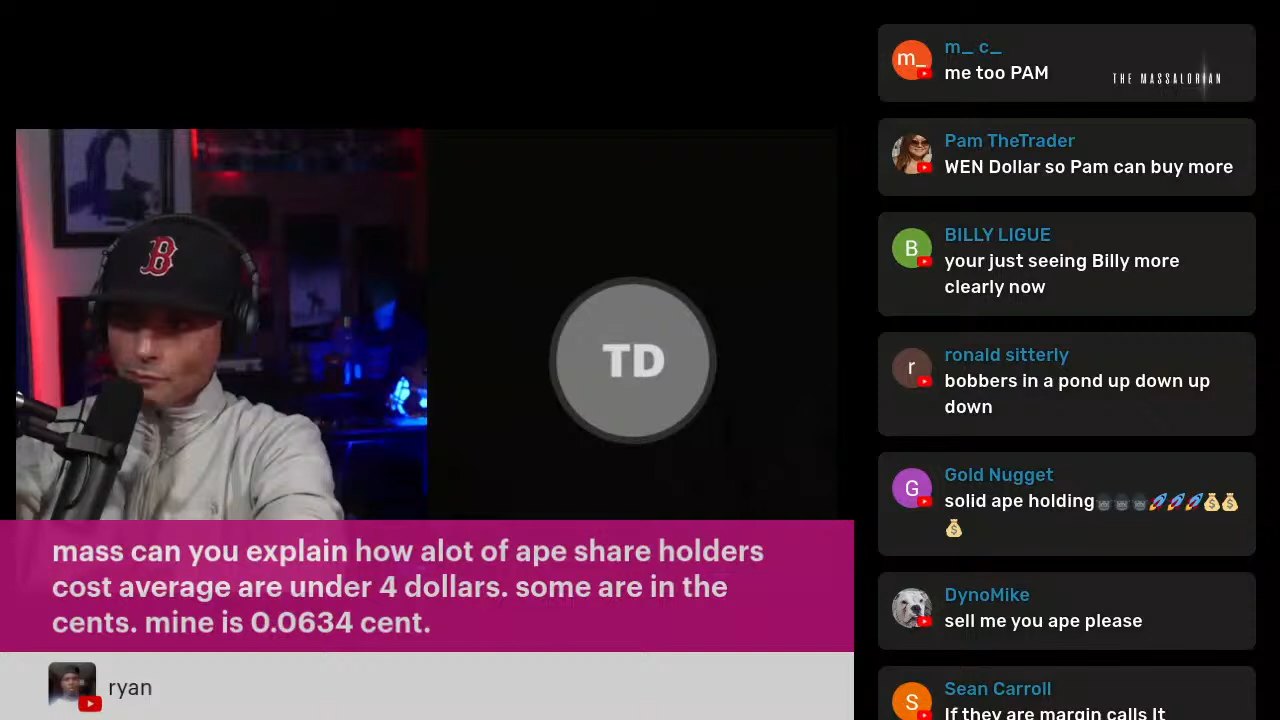 m_ c_
me too PAM
THE MASSALORIAN
m_
Pam TheTrader
WEN Dollar so Pam can buy more
BILLY LIGUE
B
your just seeing Billy more
clearly now
B
TD
ronald sitterly
r
bobbers in a pond up down up
down
Gold Nugget
G
solid ape holding🦍🦍🦍🚀🚀🚀💰💰
💰
mass can you explain how alot of ape share holders
cost average are under 4 dollars. some are in the
cents. mine is 0.0634 cent.
ryan
DynoMike
sell me you ape please
Sean Carroll
S
If they are margin calls It